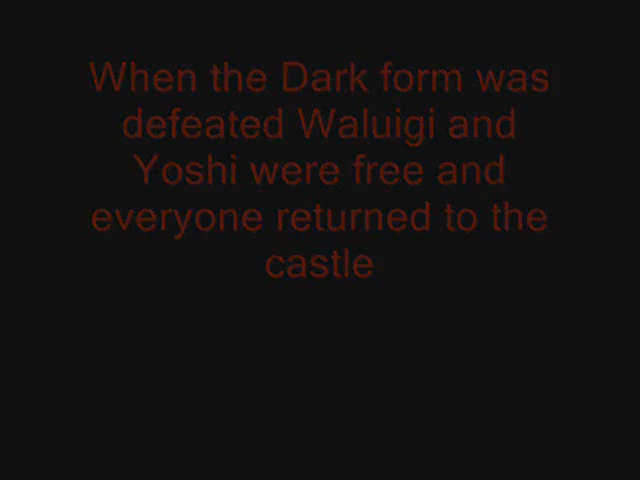 When the Dark form was
defeated Waluigi and
Yoshi were free and
everyone returned to the
castle